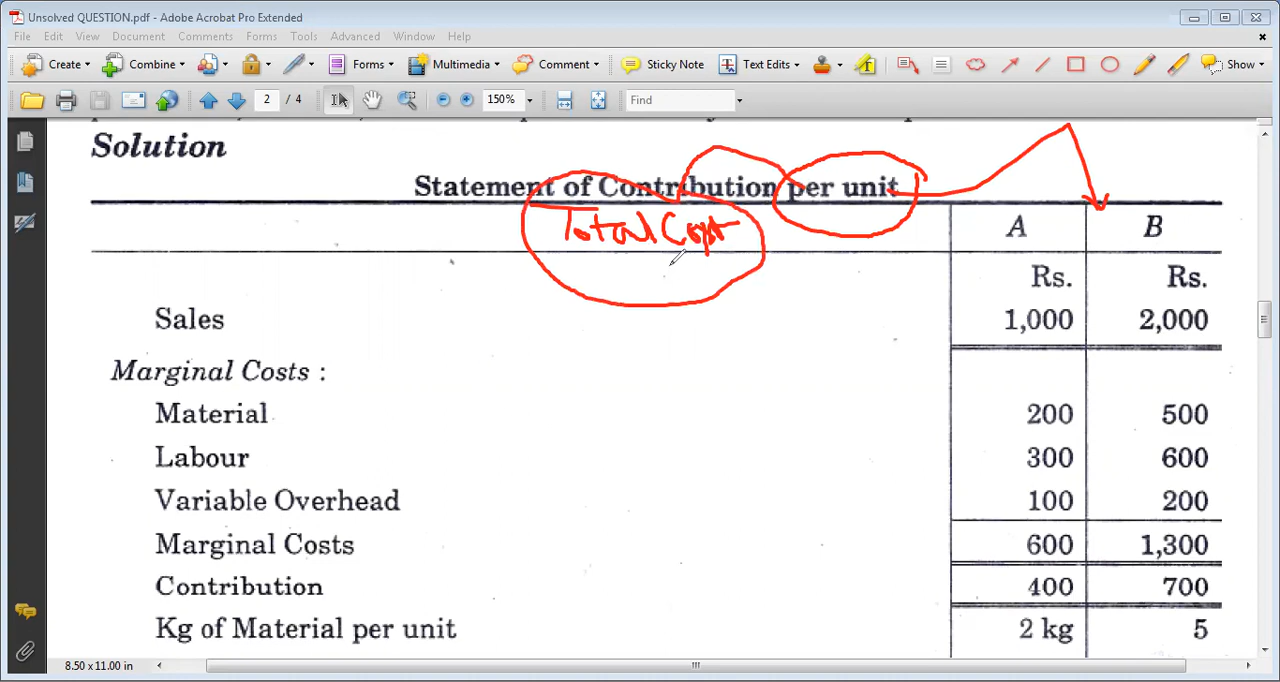 Unsolved QUESTION.pdf - Adobe Acrobat Pro Extended
File Edit View Document Comments Forms Tools Advanced Window Help
Create Combine Forms Multimedia Comment Sticky Note Text Edits Show
2 / 4 150% Find
Solution
Statement of Contribution per unit
Total Cost A B
Rs. Rs.
Sales 1,000 2,000
Marginal Costs :
Material 200 500
Labour 300 600
Variable Overhead 100 200
Marginal Costs 600 1,300
Contribution 400 700
Kg of Material per unit 2 kg 5
8.50 x 11.00 in